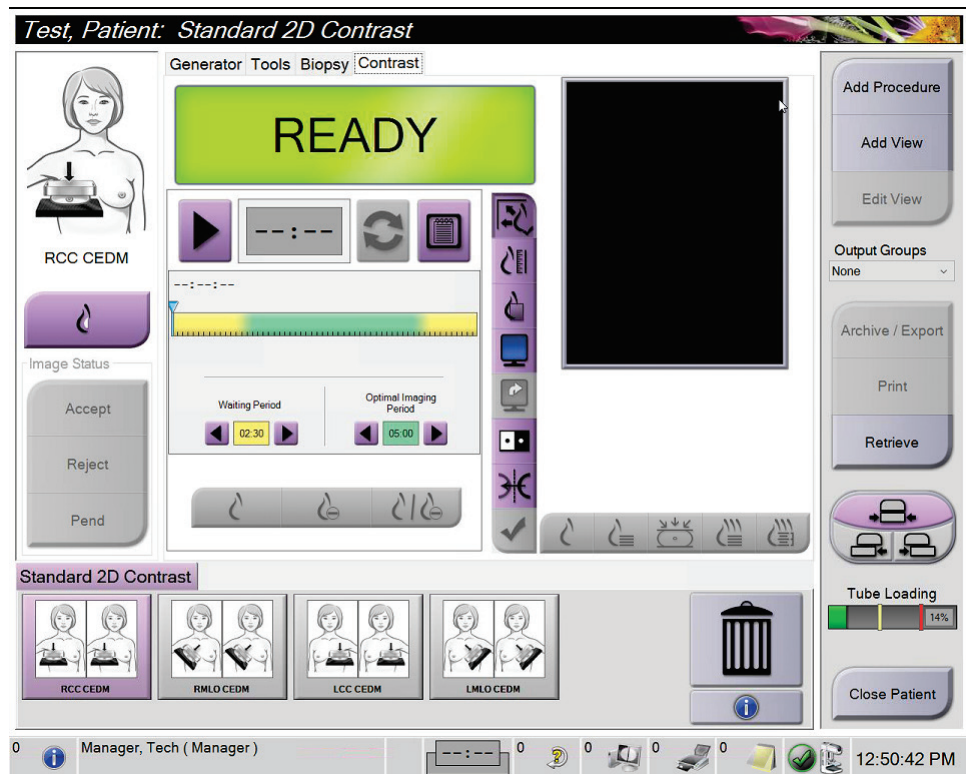 Test, Patient: Standard 2D Contrast
Generator Tools Biopsy Contrast
READY
RCC CEDM
--:--
--:--:--
Waiting Period
Optimal Imaging
Period
02:30
05:00
Image Status
Accept
Reject
Pend
Add Procedure
Add View
Edit View
Output Groups
None
Archive / Export
Print
Retrieve
Tube Loading
14%
Close Patient
Standard 2D Contrast
RCC CEDM
RMLO CEDM
LCC CEDM
LMLO CEDM
0
Manager, Tech ( Manager )
--:--
0
0
0
0
12:50:42 PM